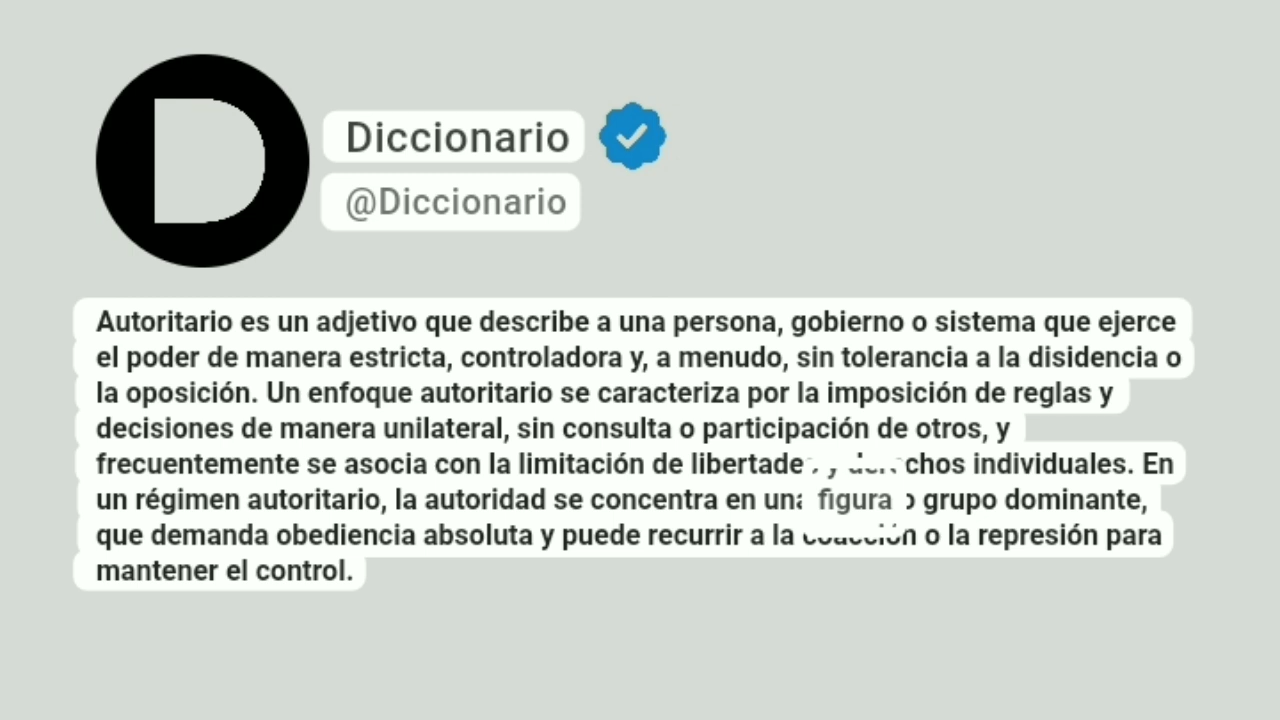 D
Diccionario
@Diccionario
Autoritario es un adjetivo que describe a una persona, gobierno o sistema que ejerce
el poder de manera estricta, controladora y, a menudo, sin tolerancia a la disidencia o
la oposición. Un enfoque autoritario se caracteriza por la imposición de reglas y
decisiones de manera unilateral, sin consulta o participación de otros, y
frecuentemente se asocia con la limitación de libertades y derechos individuales. En
un régimen autoritario, la autoridad se concentra en una figura o grupo dominante,
que demanda obediencia absoluta y puede recurrir a la coacción o la represión para
mantener el control.